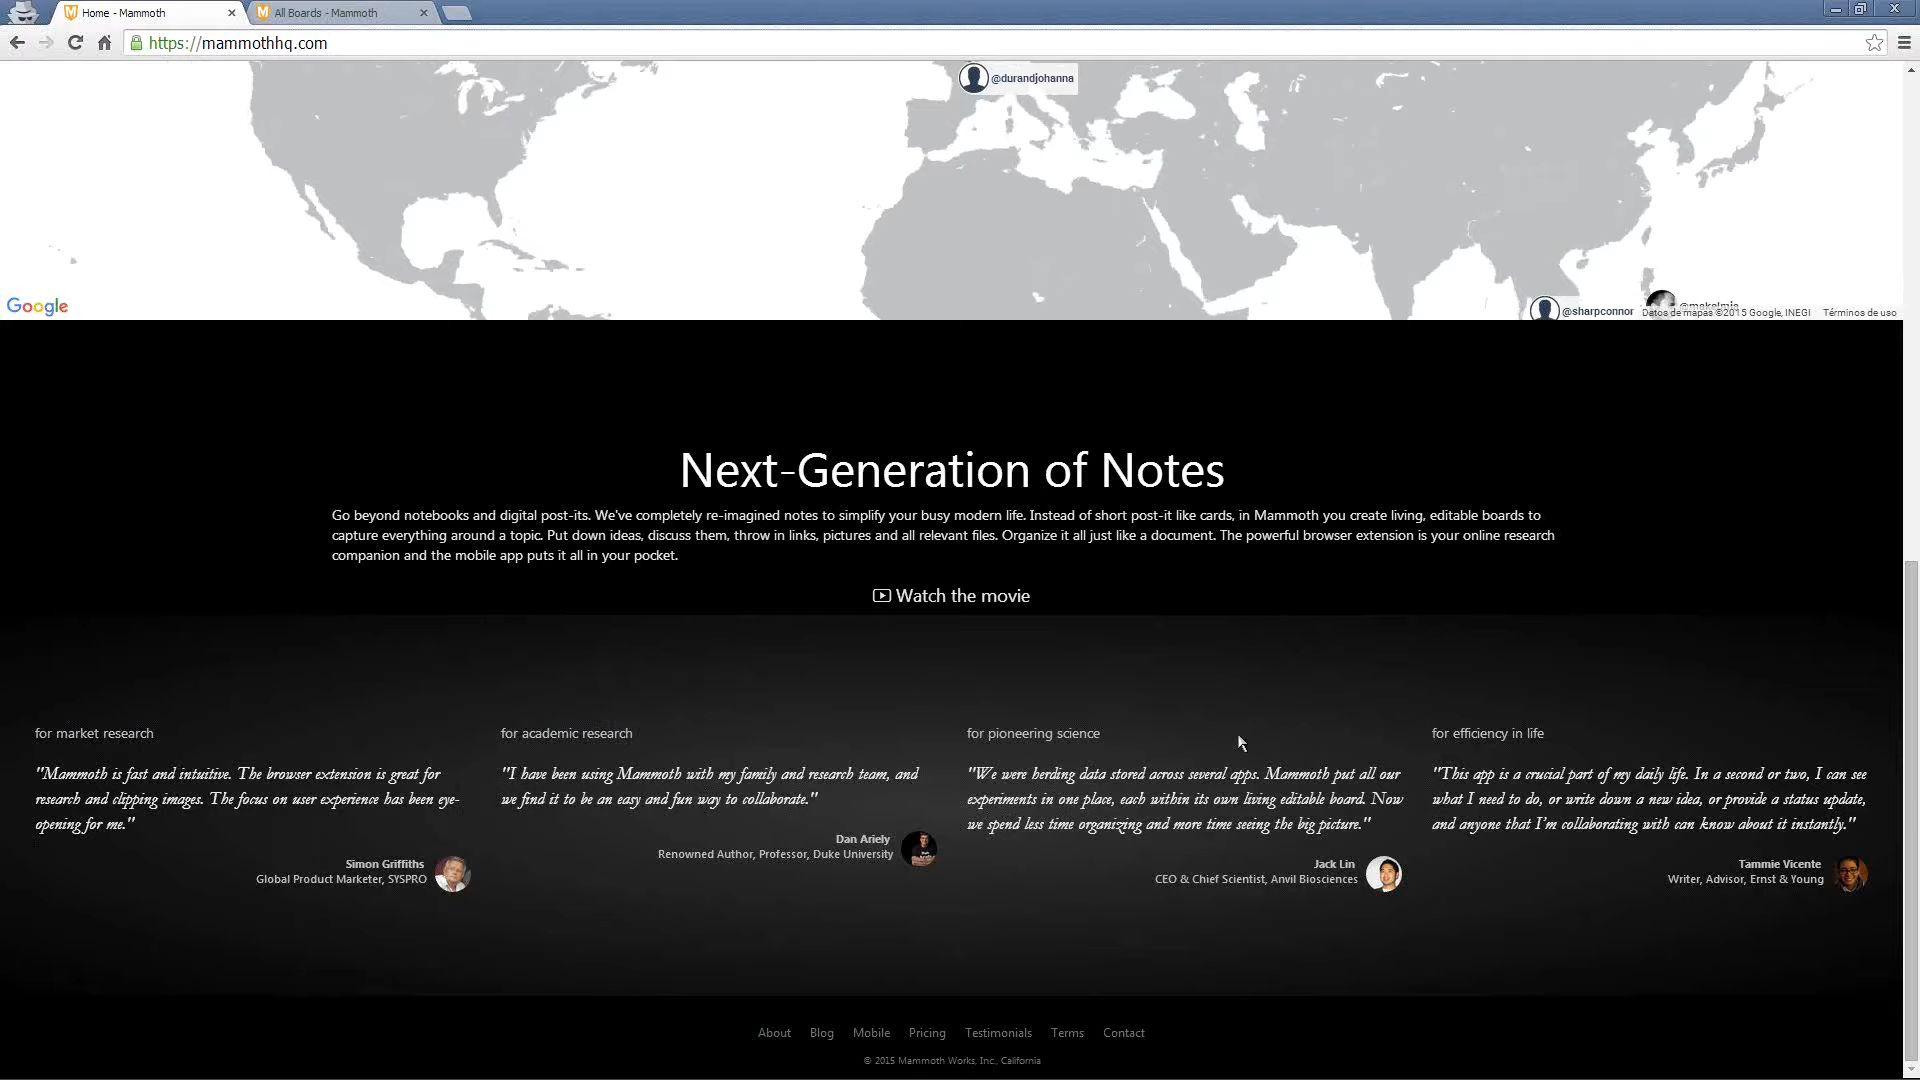 Home - Mammoth
All Boards - Mammoth
https://mammothhq.com
@durandjohanna
Google
@sharpconnor
Datos de mapas ©2015 Google, INEGI
Términos de uso
Next-Generation of Notes
Go beyond notebooks and digital post-its. We've completely re-imagined notes to simplify your busy modern life. Instead of short post-it like cards, in Mammoth you create living, editable boards to
capture everything around a topic. Put down ideas, discuss them, throw in links, pictures and all relevant files. Organize it all just like a document. The powerful browser extension is your online research
companion and the mobile app puts it all in your pocket.
Watch the movie
for market research
"Mammoth is fast and intuitive. The browser extension is great for
research and clipping images. The focus on user experience has been eye-
opening for me."
Simon Griffiths
Global Product Marketer, SYSPRO
for academic research
"I have been using Mammoth with my family and research team, and
we find it to be an easy and fun way to collaborate."
Dan Ariely
Renowned Author, Professor, Duke University
for pioneering science
"We were herding data stored across several apps. Mammoth put all our
experiments in one place, each within its own living editable board. Now
we spend less time organizing and more time seeing the big picture."
Jack Lin
CEO & Chief Scientist, Anvil Biosciences
for efficiency in life
"This app is a crucial part of my daily life. In a second or two, I can see
what I need to do, or write down a new idea, or provide a status update,
and anyone that I'm collaborating with can know about it instantly."
Tammie Vicente
Writer, Advisor, Ernst & Young
About Blog Mobile Pricing Testimonials Terms Contact
© 2015 Mammoth Works, Inc., California